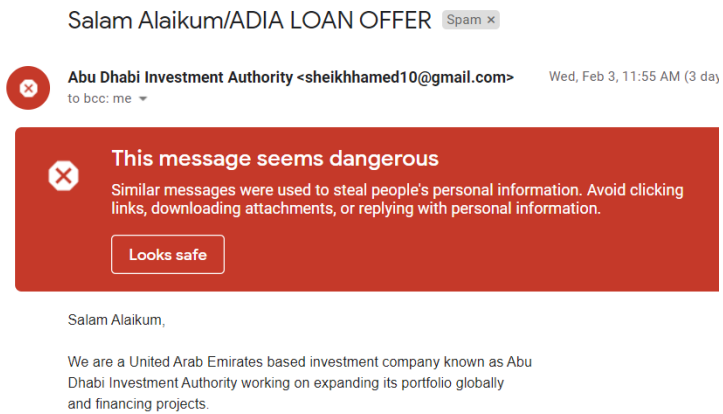 Salam Alaikum/ADIA LOAN OFFER Spam ×
Abu Dhabi Investment Authority <sheikhhamed10@gmail.com> Wed, Feb 3, 11:55 AM (3 day
to bcc: me
This message seems dangerous
Similar messages were used to steal people's personal information. Avoid clicking
links, downloading attachments, or replying with personal information.
Looks safe
Salam Alaikum,
We are a United Arab Emirates based investment company known as Abu
Dhabi Investment Authority working on expanding its portfolio globally
and financing projects.